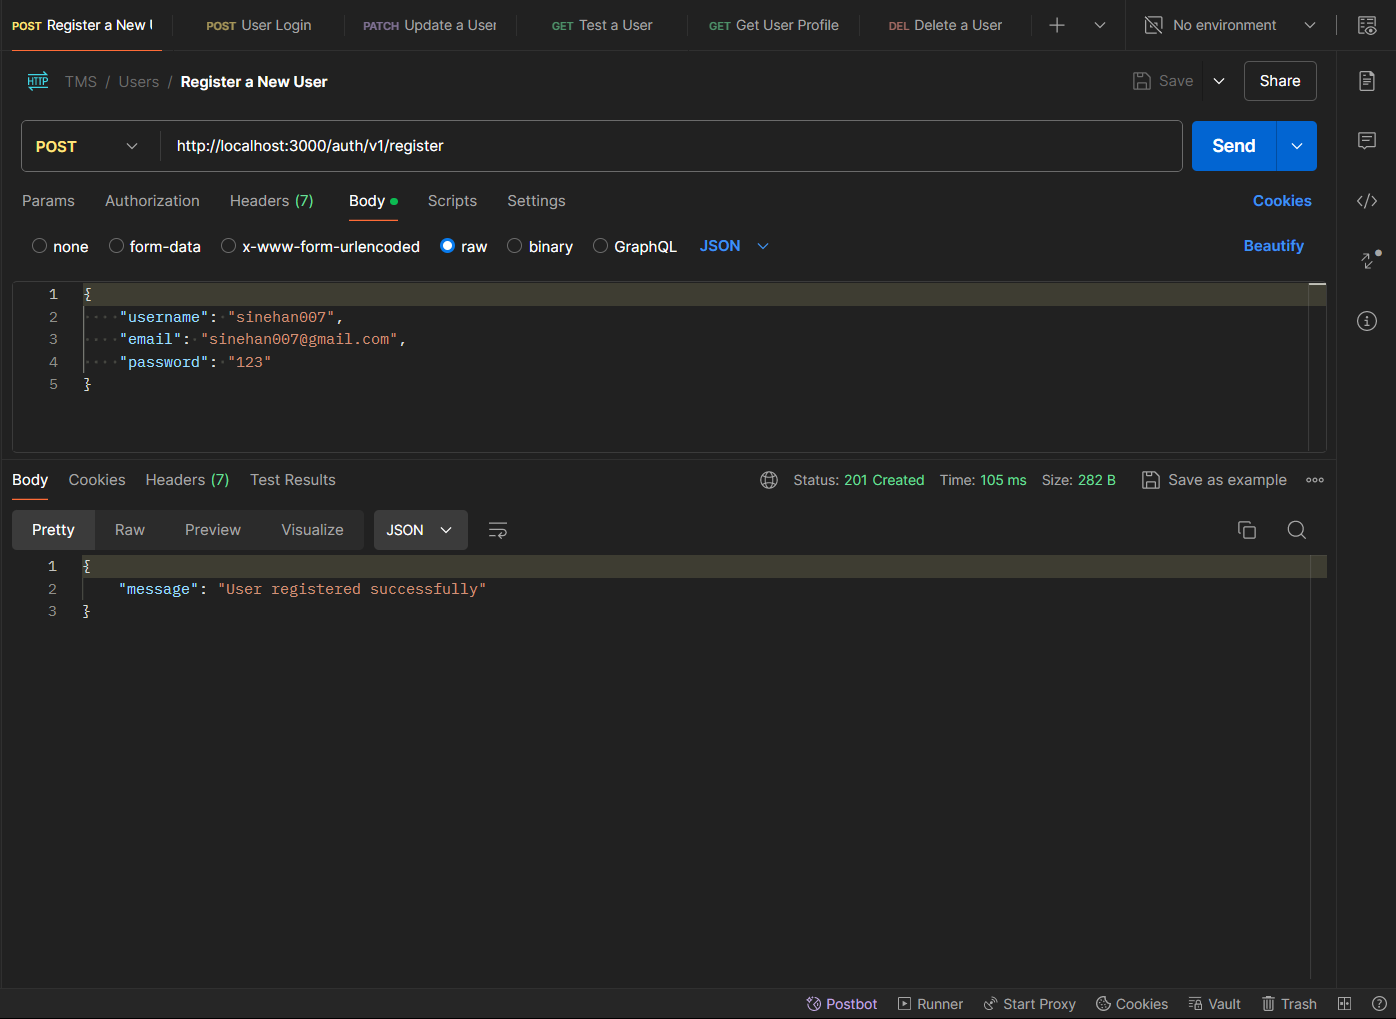 POST Register a New U
POST User Login
PATCH Update a User
GET Test a User
GET Get User Profile
DEL Delete a User
No environment
HTTP TMS / Users / Register a New User
Save
Share
POST
http://localhost:3000/auth/v1/register
Send
Params Authorization Headers (7) Body Scripts Settings Cookies
none form-data x-www-form-urlencoded raw binary GraphQL JSON Beautify
1 {
2 "username": "sinehan007",
3 "email": "sinehan007@gmail.com",
4 "password": "123"
5 }
Body Cookies Headers (7) Test Results
Status: 201 Created Time: 105 ms Size: 282 B Save as example
Pretty Raw Preview Visualize JSON
1 {
2 "message": "User registered successfully"
3 }
Postbot Runner Start Proxy Cookies Vault Trash